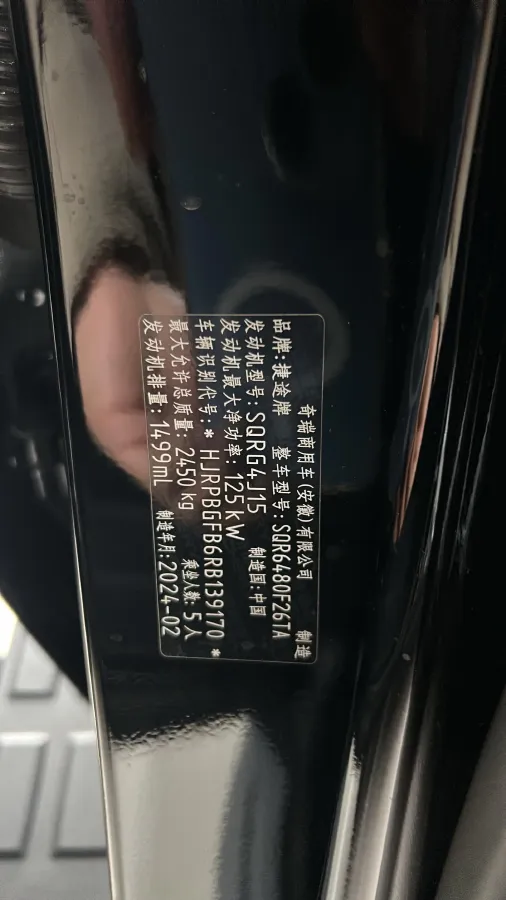 奇瑞商用车(安徽)有限公司 制造
品牌:捷途牌 整车型号:SQR6480F26TA
发动机型号:SQRG4J15 制造国:中国
发动机最大净功率:125kW
车辆识别代号:* HJRPBGFB6RB139170 *
最大允许总质量: 2450 kg 乘坐人数: 5 人
发动机排量: 1499mL 制造年月:2024-02